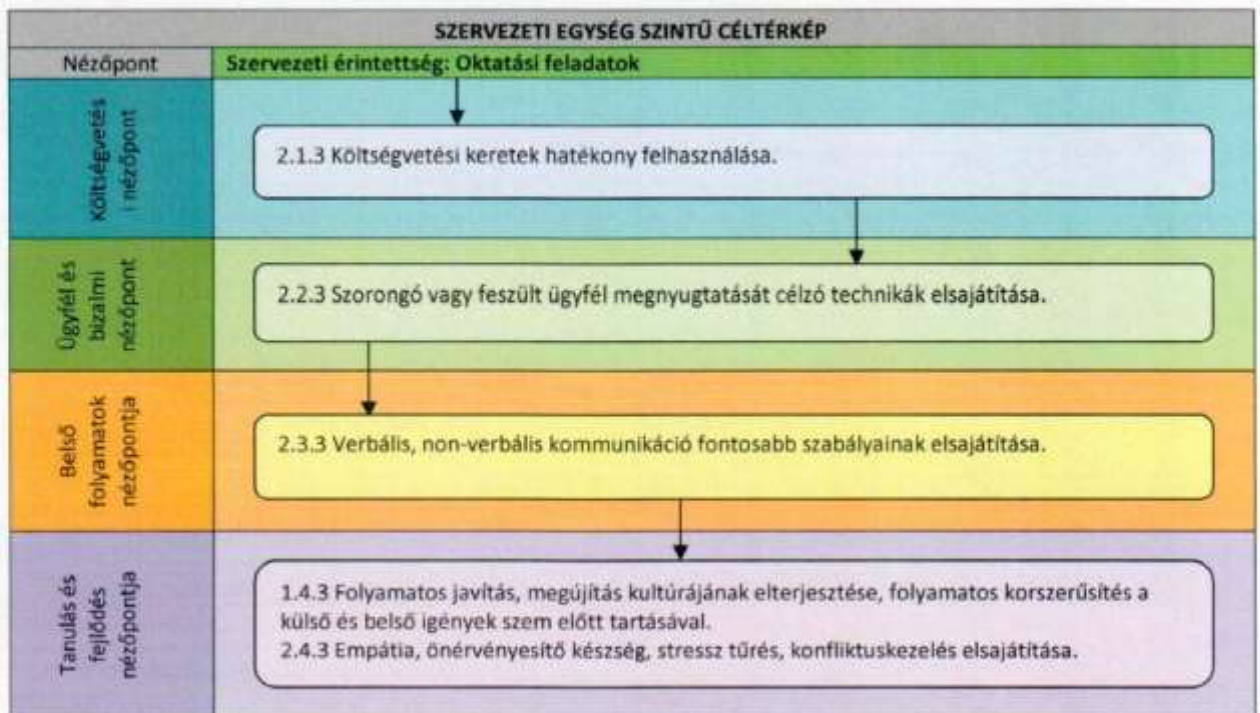 SZERVEZETI EGYSÉG SZINTŰ CÉLTÉRKÉP
Nézőpont
Szervezeti érintettség: Oktatási feladatok
Költségvetés
i nézőpont
2.1.3 Költségvetési keretek hatékony felhasználása.
Ügyfél és
bizalmi
nézőpont
2.2.3 Szorongó vagy feszült ügyfél megnyugtatását célzó technikák elsajátítása.
Belső
folyamatok
nézőpontja
2.3.3 Verbális, non-verbális kommunikáció fontosabb szabályainak elsajátítása.
Tanulás és
fejlődés
nézőpontja
1.4.3 Folyamatos javítás, megújítás kultúrájának elterjesztése, folyamatos korszerűsítés a
külső és belső igények szem előtt tartásával.
2.4.3 Empátia, önérvényesítő készség, stressz tűrés, konfliktuskezelés elsajátítása.